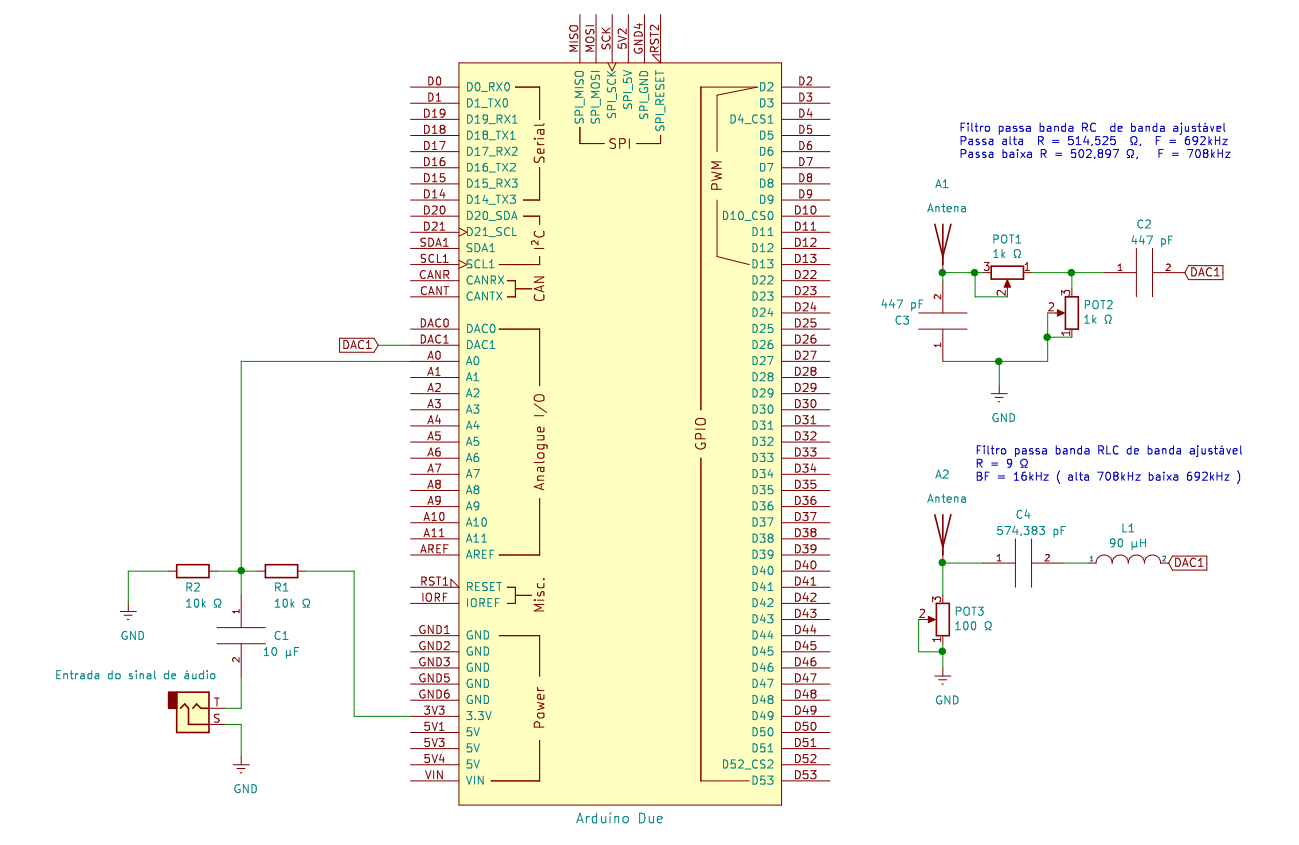 MISO
MOSI
SCK
5V2
GND4
RST2
SPI_MISO
SPI_MOSI
SPI_SCK
SPI_5V
SPI_GND
SPI_RESET
SPI
D0 D0_RX0
D1 D1_TX0
D19 D19_RX1
D18 D18_TX1
D17 D17_RX2
D16 D16_TX2
D15 D15_RX3
D14 D14_TX3
Serial
D20 D20_SDA
D21 D21_SCL
SDA1 SDA1
SCL1 SCL1
I²C
CANR CANRX
CANT CANTX
CAN
DAC0 DAC0
DAC1 DAC1 DAC1
A0 A0
A1 A1
A2 A2
A3 A3
A4 A4
A5 A5
A6 A6
A7 A7
A8 A8
A9 A9
A10 A10
A11 A11
AREF AREF
Analogue I/O
RST1 RESET
IORF IOREF
Misc.
GND1 GND
GND2 GND
GND3 GND
GND5 GND
GND6 GND
3V3 3.3V
5V1 5V
5V3 5V
5V4 5V
VIN VIN
Power
PWM
GPIO
D2 D2
D3 D3
D4_CS1 D4
D5 D5
D6 D6
D7 D7
D8 D8
D9 D9
D10_CS0 D10
D11 D11
D12 D12
D13 D13
D22 D22
D23 D23
D24 D24
D25 D25
D26 D26
D27 D27
D28 D28
D29 D29
D30 D30
D31 D31
D32 D32
D33 D33
D34 D34
D35 D35
D36 D36
D37 D37
D38 D38
D39 D39
D40 D40
D41 D41
D42 D42
D43 D43
D44 D44
D45 D45
D46 D46
D47 D47
D48 D48
D49 D49
D50 D50
D51 D51
D52_CS2 D52
D53 D53
Arduíno Due
R2
10k Ω
R1
10k Ω
GND
1
C1
10 µF
2
Entrada do sinal de áudio
T
S
GND
Filtro passa banda RC de banda ajustável
Passa alta R = 514,525 Ω, F = 692kHz
Passa baixa R = 502,897 Ω, F = 708kHz
A1
Antena
POT1
1k Ω
3 1
2
C2
447 pF
1 2
DAC1
2
447 pF
C3
1
3
POT2
2
1k Ω
1
GND
Filtro passa banda RLC de banda ajustável
R = 9 Ω
BF = 16kHz ( alta 708kHz baixa 692kHz )
A2
Antena
C4
574,383 pF
1 2
L1
90 µH
1 2
DAC1
3
POT3
2
100 Ω
1
GND